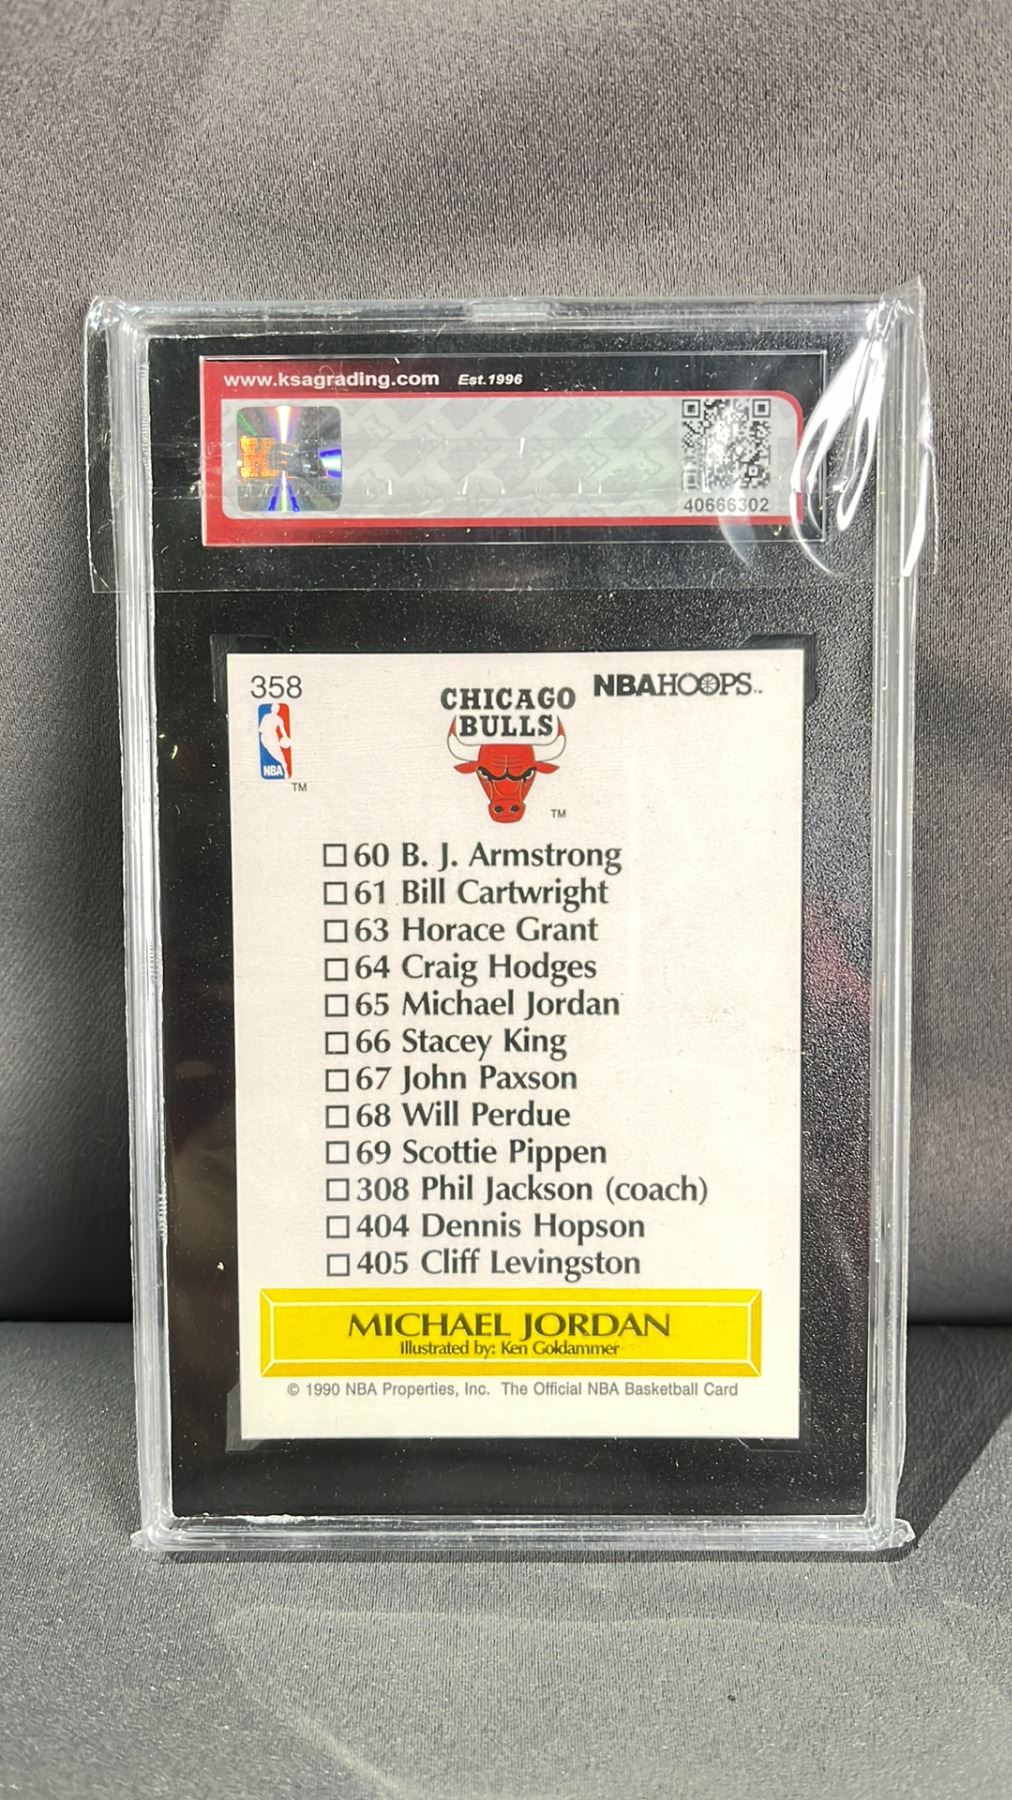 www.ksagrading.com Est.1996
40666302
358
NBAHOOPS™
CHICAGO
BULLS
NBA
TM
TM
60 B. J. Armstrong
61 Bill Cartwright
63 Horace Grant
64 Craig Hodges
65 Michael Jordan
66 Stacey King
67 John Paxson
68 Will Perdue
69 Scottie Pippen
308 Phil Jackson (coach)
404 Dennis Hopson
405 Cliff Levingston
MICHAEL JORDAN
Illustrated by: Ken Goldammer
© 1990 NBA Properties, Inc. The Official NBA Basketball Card